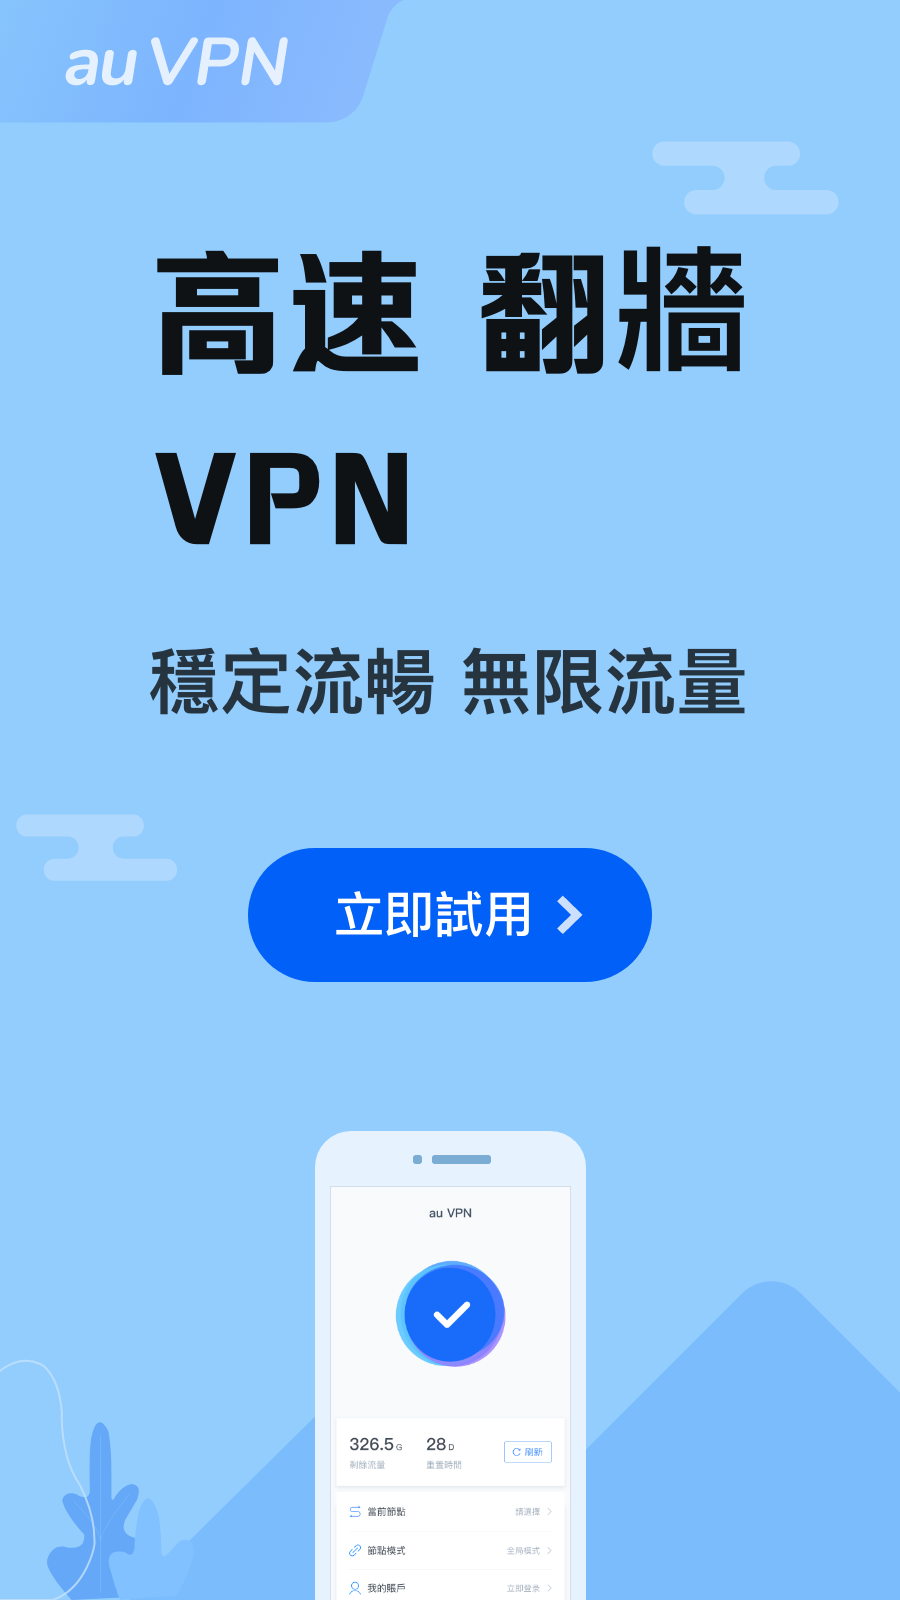 au VPN
高速 翻牆
VPN
穩定流暢 無限流量
立即試用
au VPN
326.5 G
28 D
刷新
剩餘流量
重置時間
當前節點
請選擇
節點模式
全局模式
我的賬戶
立即登录